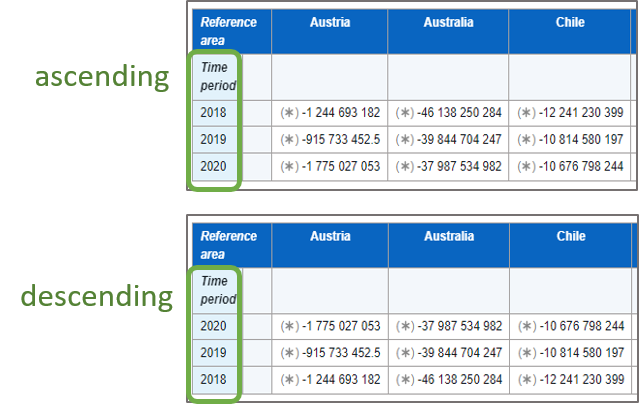 ascending
Reference area Austria Australia Chile
Time period
2018 (∗) -1 244 693 182 (∗) -46 138 250 284 (∗) -12 241 230 399
2019 (∗) -915 733 452.5 (∗) -39 844 704 247 (∗) -10 814 580 197
2020 (∗) -1 775 027 053 (∗) -37 987 534 982 (∗) -10 676 798 244
descending
Reference area Austria Australia Chile
Time period
2020 (∗) -1 775 027 053 (∗) -37 987 534 982 (∗) -10 676 798 244
2019 (∗) -915 733 452.5 (∗) -39 844 704 247 (∗) -10 814 580 197
2018 (∗) -1 244 693 182 (∗) -46 138 250 284 (∗) -12 241 230 399